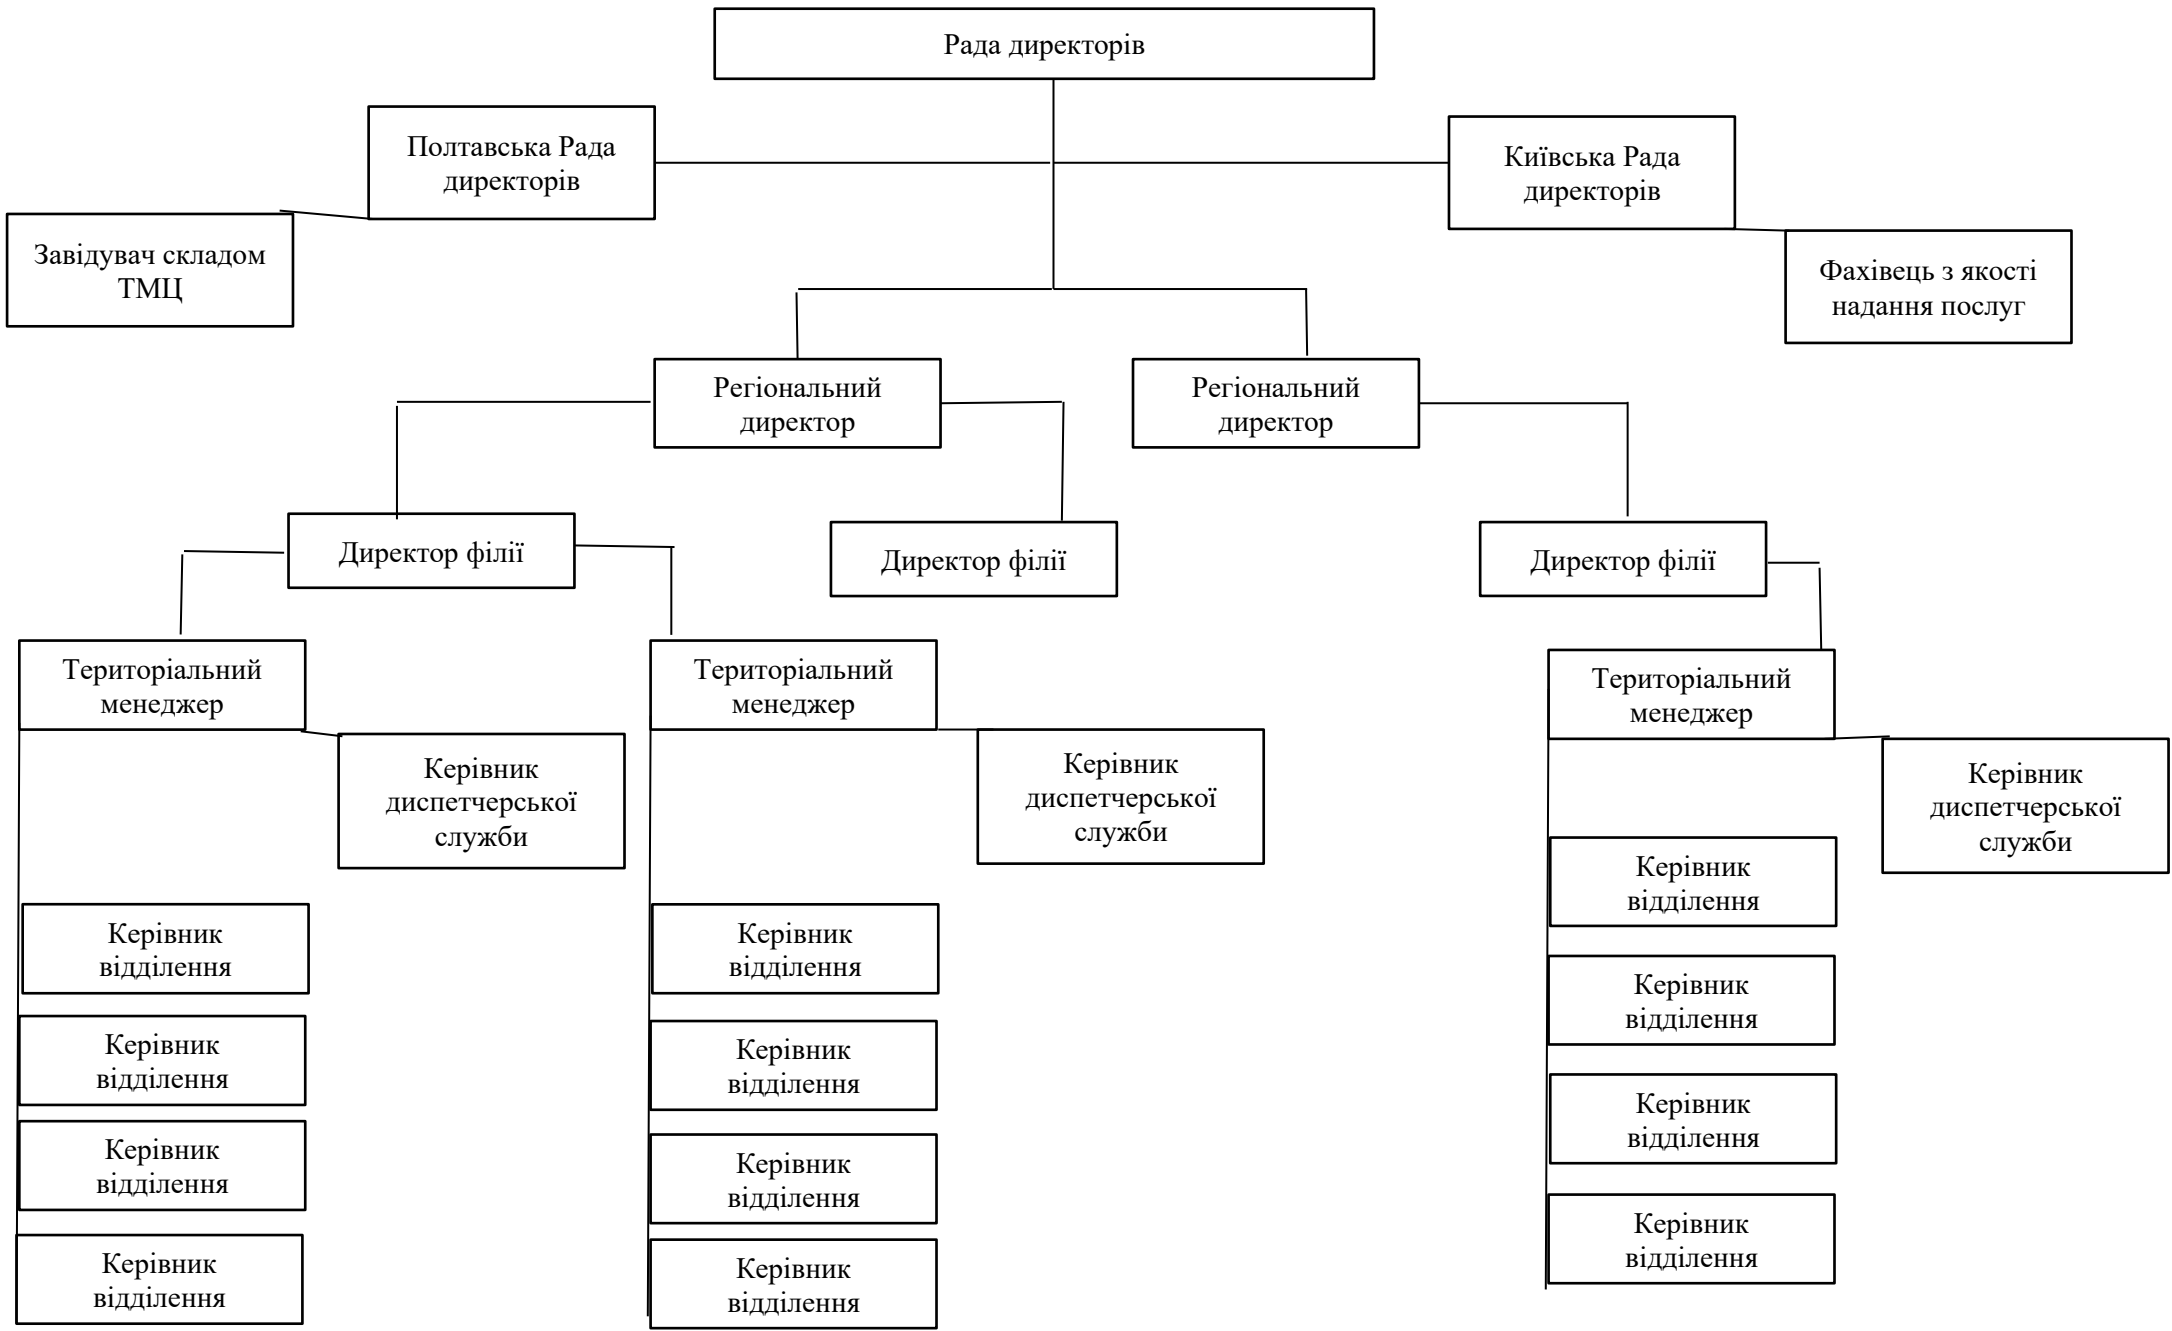 Рада директорів
Полтавська Рада
директорів
Київська Рада
директорів
Завідувач складом
ТМЦ
Фахівець з якості
надання послуг
Регіональний
директор
Регіональний
директор
Директор філії
Директор філії
Директор філії
Територіальний
менеджер
Територіальний
менеджер
Територіальний
менеджер
Керівник
диспетчерської
служби
Керівник
диспетчерської
служби
Керівник
диспетчерської
служби
Керівник
відділення
Керівник
відділення
Керівник
відділення
Керівник
відділення
Керівник
відділення
Керівник
відділення
Керівник
відділення
Керівник
відділення
Керівник
відділення
Керівник
відділення
Керівник
відділення
Керівник
відділення